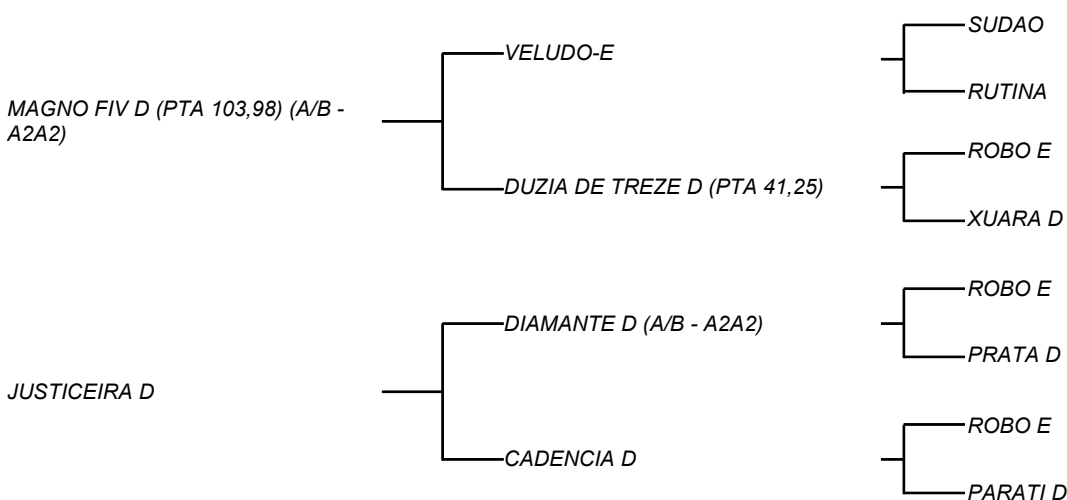 SUDAO
VELUDO-E
RUTINA
MAGNO FIV D (PTA 103,98) (A/B -
A2A2)
ROBO E
DUZIA DE TREZE D (PTA 41,25)
XUARA D
ROBO E
DIAMANTE D (A/B - A2A2)
PRATA D
JUSTICEIRA D
ROBO E
CADENCIA D
PARATI D